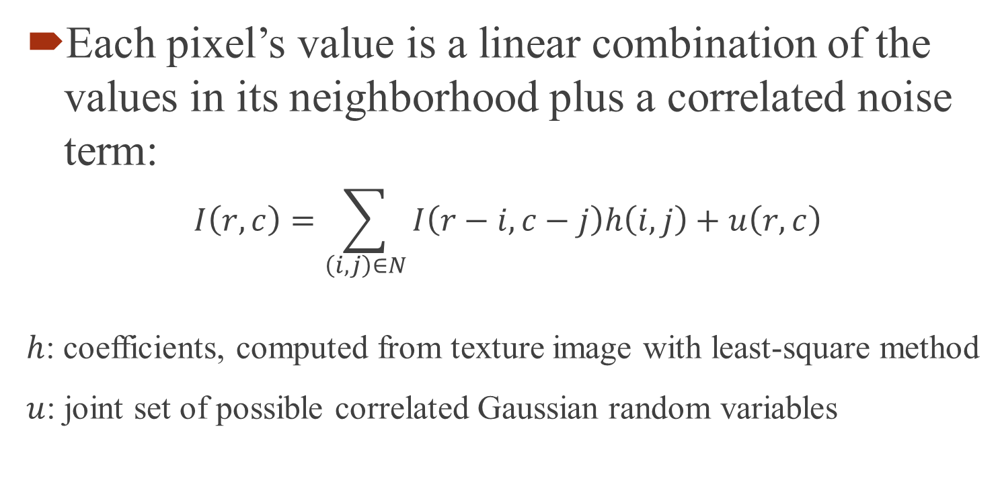 Each pixel’s value is a linear combination of the
values in its neighborhood plus a correlated noise
term:
I(r, c) = ∑ I(r − i, c − j)h(i, j) + u(r, c)
(i,j)∈N
h: coefficients, computed from texture image with least-square method
u: joint set of possible correlated Gaussian random variables